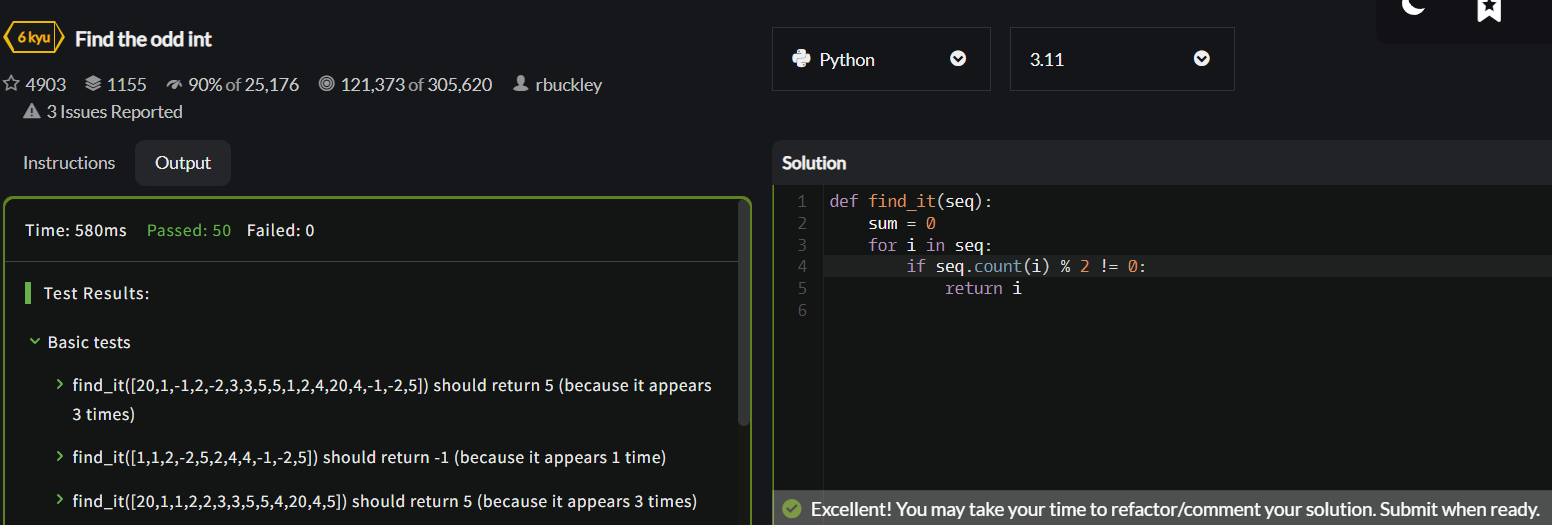 6 kyu Find the odd int
4903 1155 90% of 25,176 121,373 of 305,620 rbuckley
3 Issues Reported
Python 3.11
Instructions Output
Time: 580ms Passed: 50 Failed: 0
Test Results:
Basic tests
find_it([20,1,-1,2,-2,3,3,5,5,1,2,4,20,4,-1,-2,5]) should return 5 (because it appears
3 times)
find_it([1,1,2,-2,5,2,4,4,-1,-2,5]) should return -1 (because it appears 1 time)
find_it([20,1,1,2,2,3,3,5,5,4,20,4,5]) should return 5 (because it appears 3 times)
Solution
1 def find_it(seq):
2     sum = 0
3     for i in seq:
4         if seq.count(i) % 2 != 0:
5             return i
6
Excellent! You may take your time to refactor/comment your solution. Submit when ready.